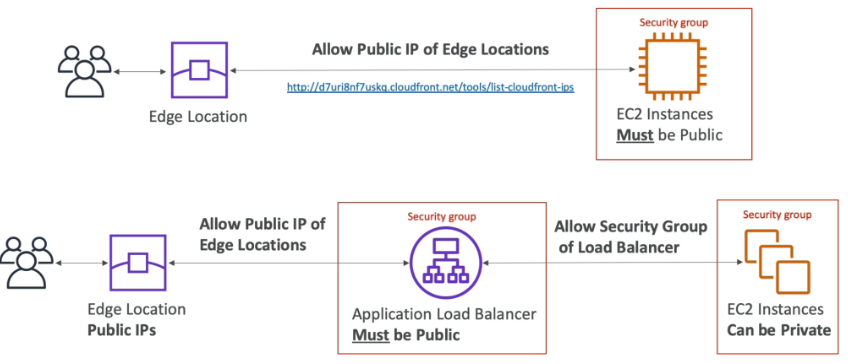 Security group
Allow Public IP of Edge Locations
http://d7uri8nf7uskq.cloudfront.net/tools/list-cloudfront-ips
Edge Location
EC2 Instances
Must be Public
Allow Public IP of
Edge Locations
Security group
Allow Security Group
of Load Balancer
Security group
Edge Location
Public IPs
Application Load Balancer
Must be Public
EC2 Instances
Can be Private